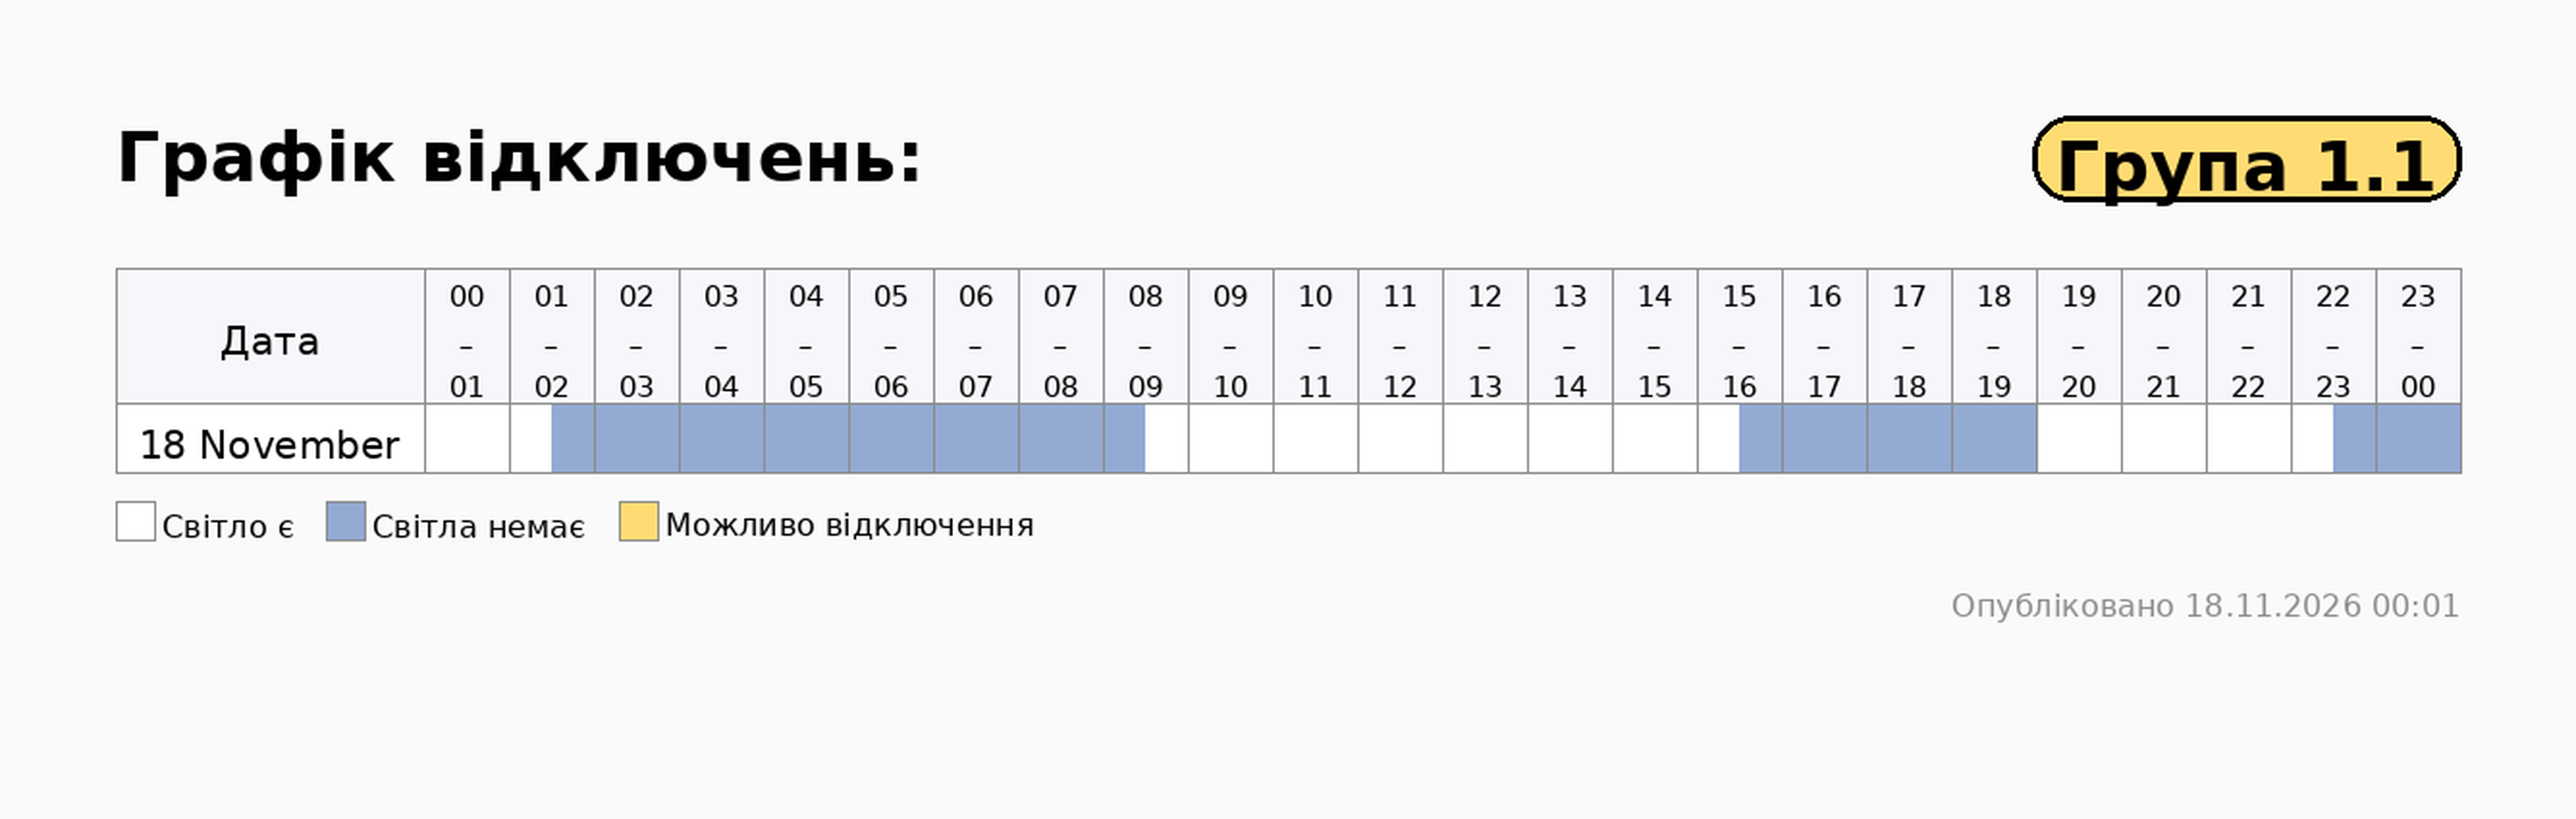 Графік відключень:
Група 1.1
Дата
00 – 01
01 – 02
02 – 03
03 – 04
04 – 05
05 – 06
06 – 07
07 – 08
08 – 09
09 – 10
10 – 11
11 – 12
12 – 13
13 – 14
14 – 15
15 – 16
16 – 17
17 – 18
18 – 19
19 – 20
20 – 21
21 – 22
22 – 23
23 – 00
18 November
Світло є
Світла немає
Можливо відключення
Опубліковано 18.11.2026 00:01